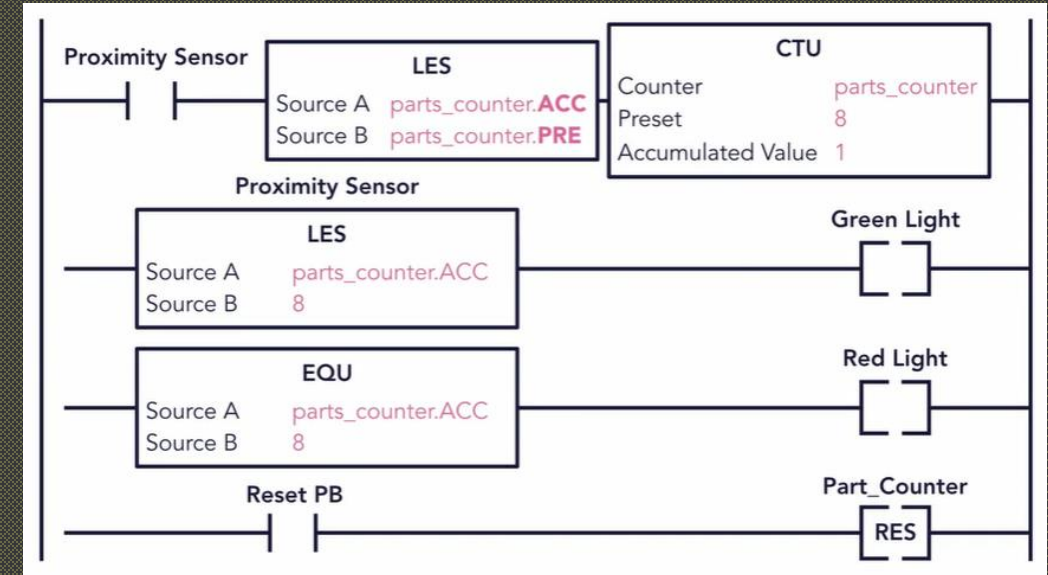 Proximity Sensor
LES
Source A parts_counter.ACC
Source B parts_counter.PRE
CTU
Counter parts_counter
Preset 8
Accumulated Value 1
Proximity Sensor
LES
Source A parts_counter.ACC
Source B 8
Green Light
EQU
Source A parts_counter.ACC
Source B 8
Red Light
Reset PB
Part_Counter
RES